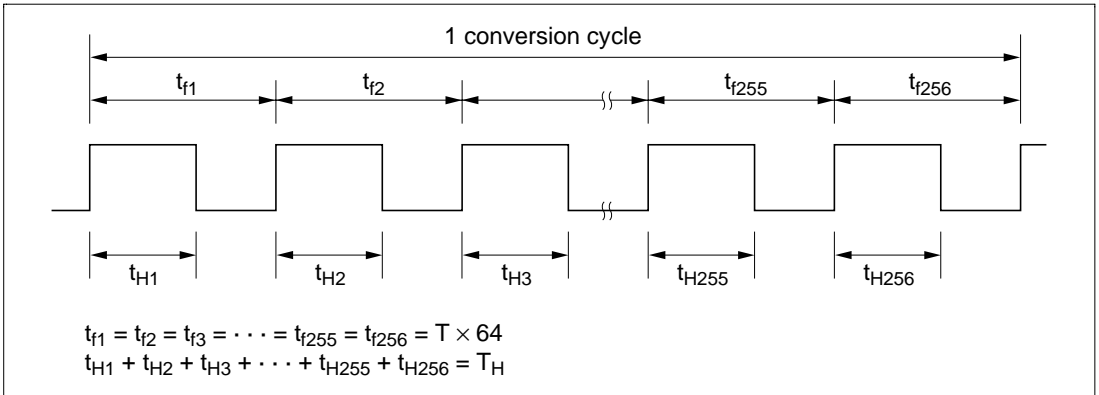 1 conversion cycle
tf1 tf2 tf255 tf256
tH1 tH2 tH3 tH255 tH256
tf1 = tf2 = tf3 = · · · = tf255 = tf256 = T × 64
tH1 + tH2 + tH3 + · · · + tH255 + tH256 = TH